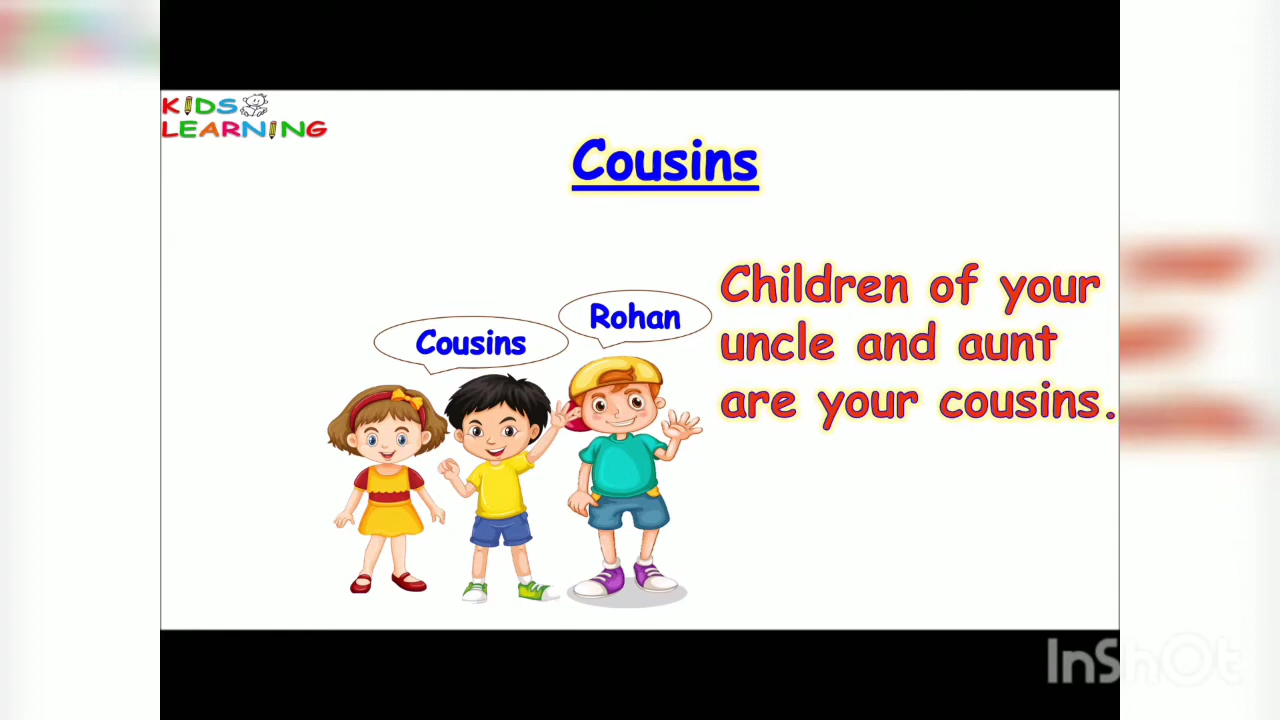 KIDS
LEARNING
Cousins
Cousins
Rohan
Children of your
uncle and aunt
are your cousins.
InShOt